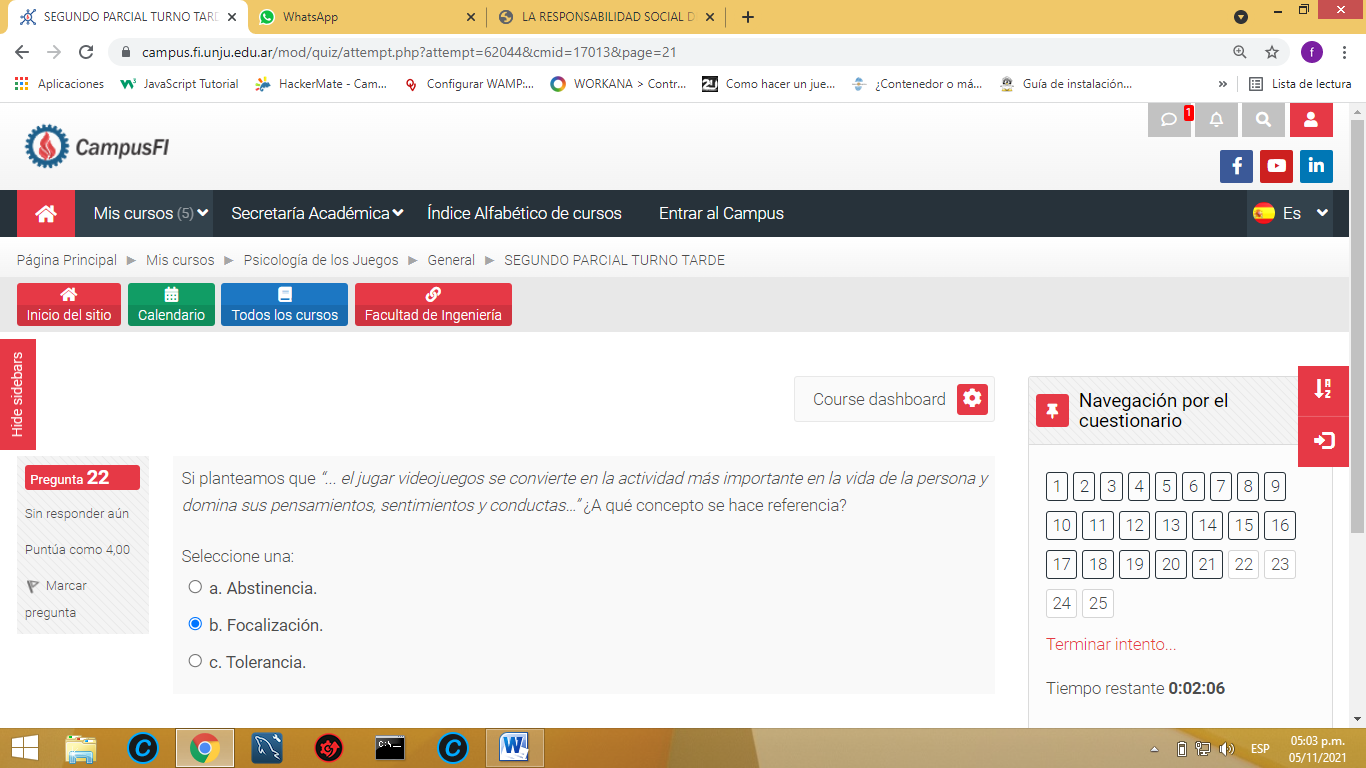 SEGUNDO PARCIAL TURNO TARD
WhatsApp
LA RESPONSABILIDAD SOCIAL D
campus.fi.unju.edu.ar/mod/quiz/attempt.php?attempt=62044&cmid=17013&page=21
f
Aplicaciones
JavaScript Tutorial
HackerMate - Cam...
Configurar WAMP:...
WORKANA > Contr...
Como hacer un jue...
¿Contenedor o má...
Guía de instalación...
»
Lista de lectura
1
CampusFI
Mis cursos (5)
Secretaría Académica
Índice Alfabético de cursos
Entrar al Campus
Es
Página Principal ► Mis cursos ► Psicología de los Juegos ► General ► SEGUNDO PARCIAL TURNO TARDE
Inicio del sitio
Calendario
Todos los cursos
Facultad de Ingeniería
Hide sidebars
Course dashboard
Navegación por el
cuestionario
Pregunta 22
Sin responder aún
Puntúa como 4,00
Marcar
pregunta
Si planteamos que “... el jugar videojuegos se convierte en la actividad más importante en la vida de la persona y
domina sus pensamientos, sentimientos y conductas...” ¿A qué concepto se hace referencia?
Seleccione una:
a. Abstinencia.
b. Focalización.
c. Tolerancia.
1 2 3 4 5 6 7 8 9
10 11 12 13 14 15 16
17 18 19 20 21 22 23
24 25
Terminar intento...
Tiempo restante 0:02:06
ESP
05:03 p.m.
05/11/2021